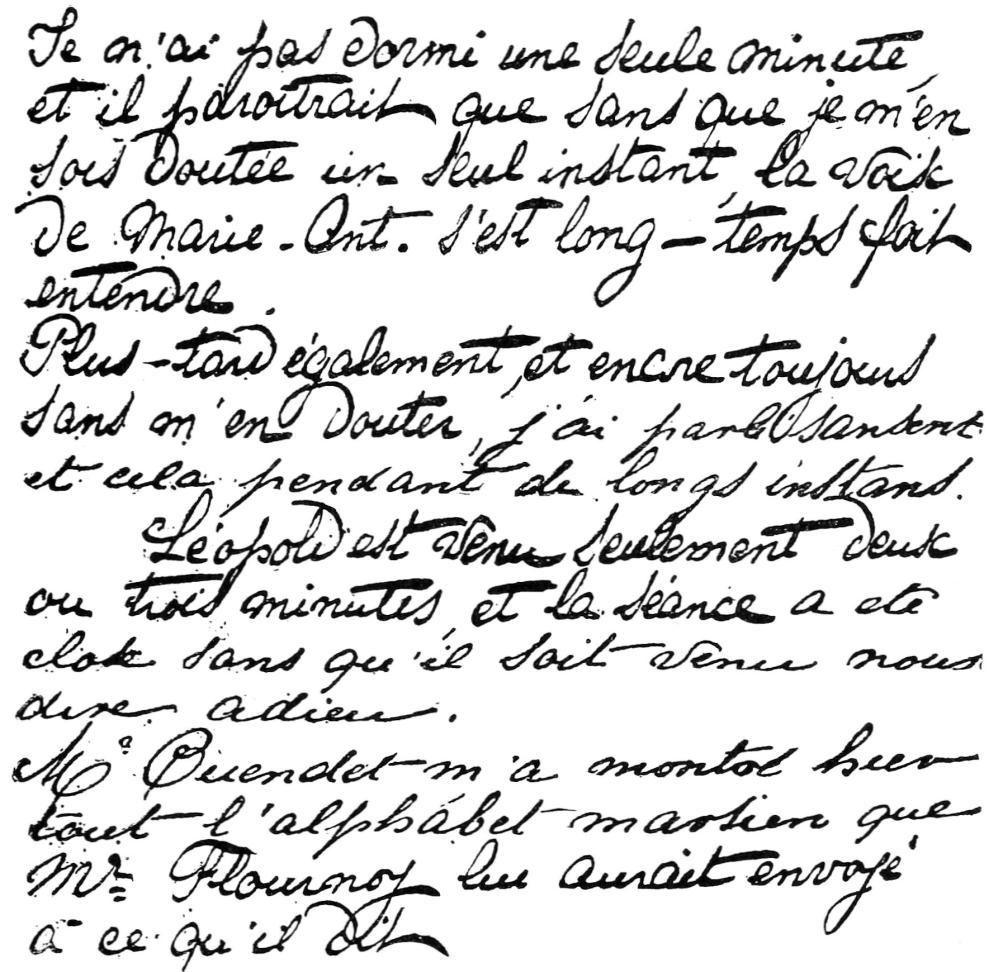 Je n'ai pas dormi une seule minute,
et il paroitrait que sans que je m'en
sois doutée un seul instant, la voix
de Marie-Ant. s'est long-temps fait
entendre.
Plus-tard également, et encre toujours
sans m'en douter, j'ai parlé sanscrit
et cela pendant de longs instans.
Léopold est venu seulement deux
ou trois minutes, et la séance a été
close sans qu'il soit venu nous
dire adieu.
Mr Cuendet m'a montré hier
tout l'alphabet martien que
Mr Flournoy lui aurait envoyé
à ce qu'il dit